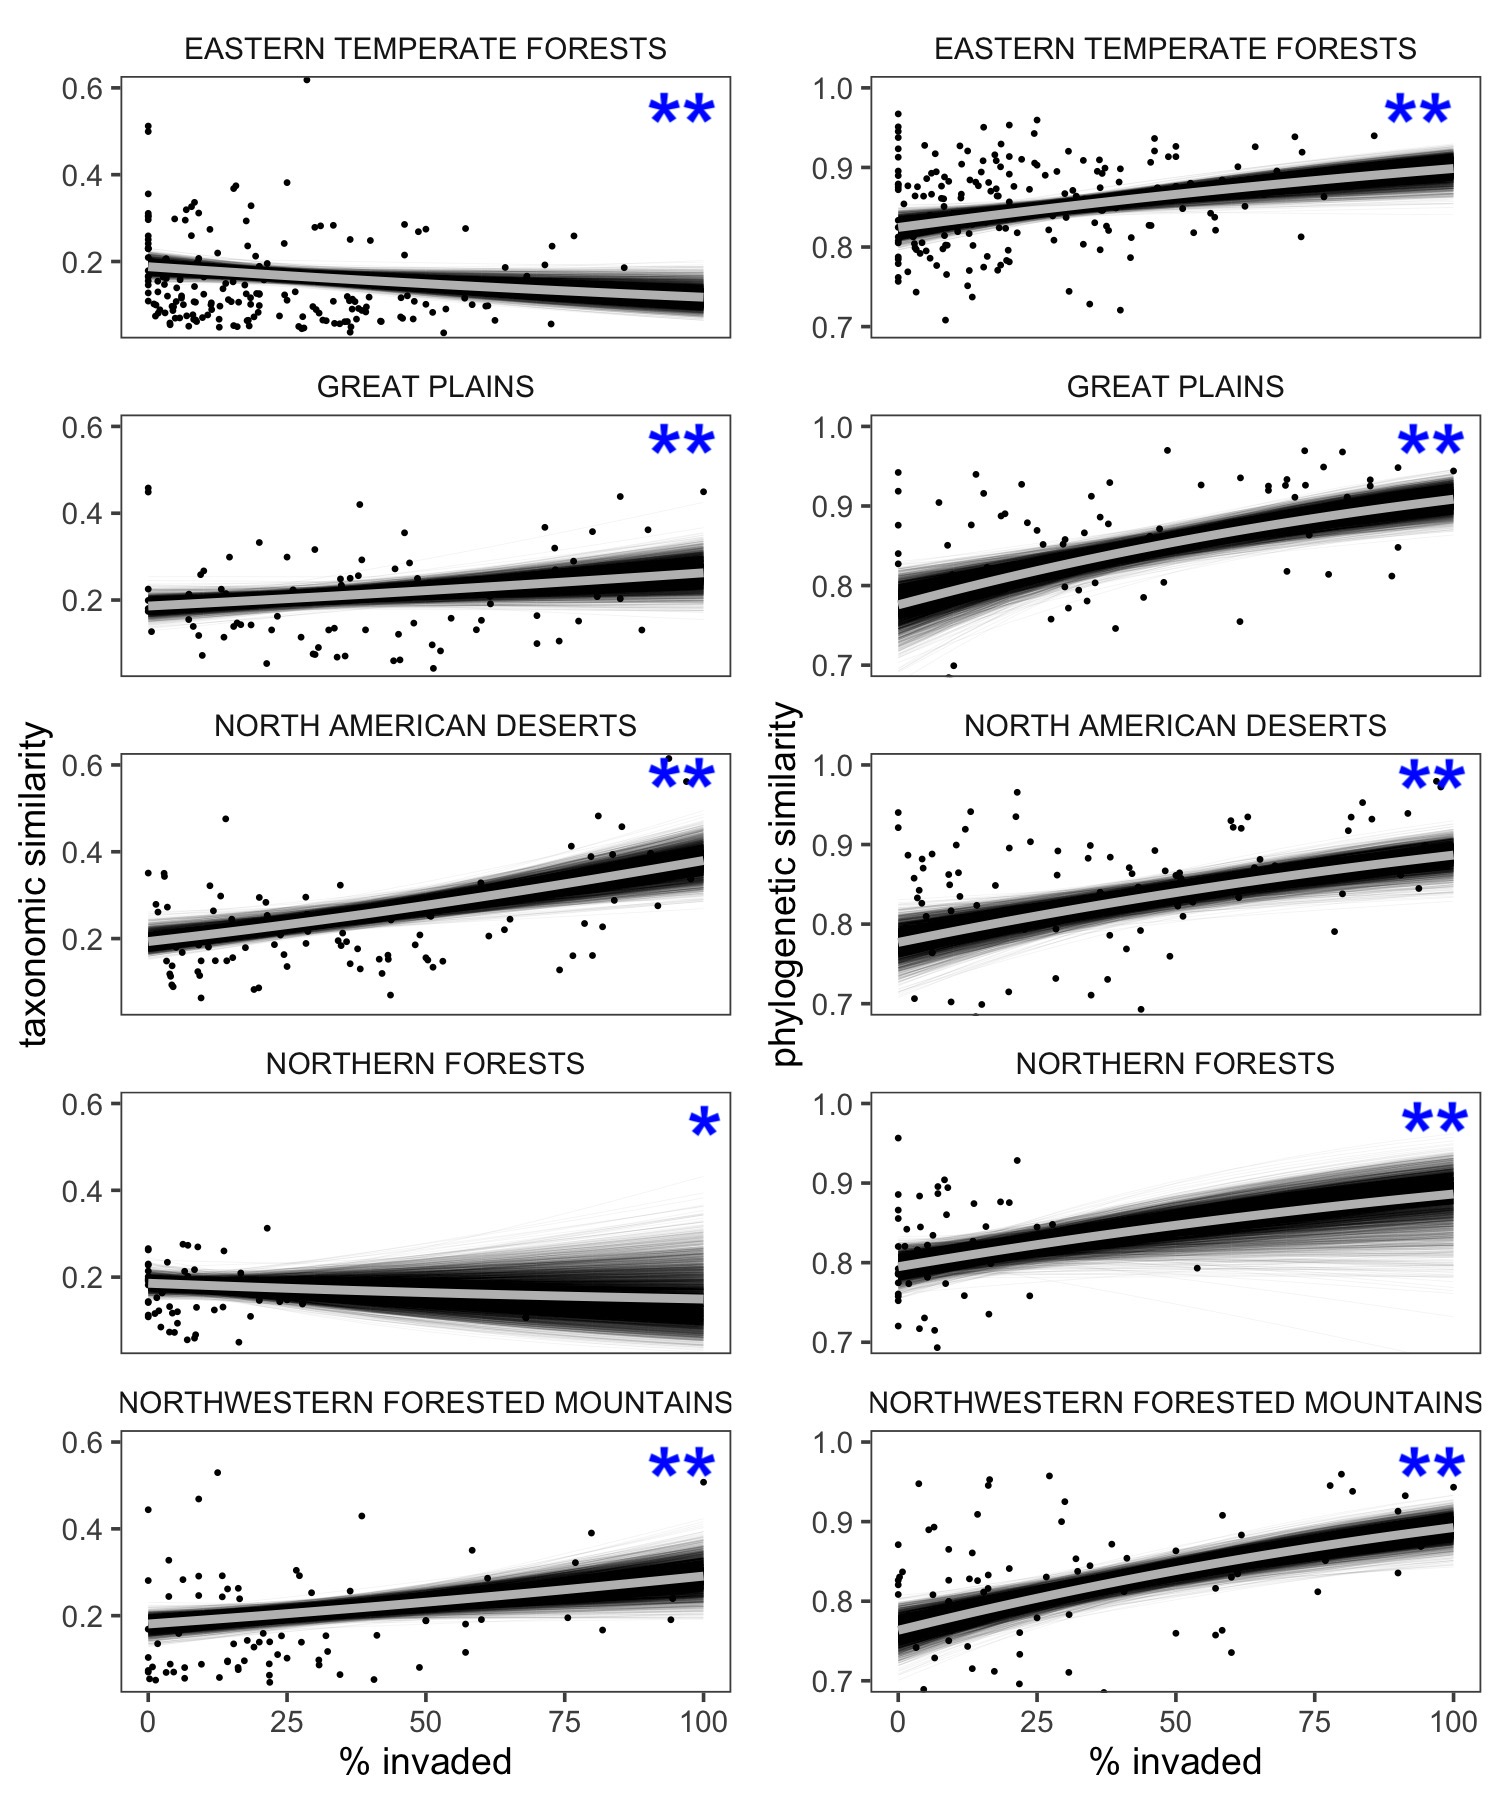 EASTERN TEMPERATE FORESTS
0.6
**
0.4
0.2
GREAT PLAINS
0.6
**
0.4
0.2
NORTH AMERICAN DESERTS
0.6
**
0.4
0.2
NORTHERN FORESTS
0.6
*
0.4
0.2
NORTHWESTERN FORESTED MOUNTAINS
0.6
**
0.4
0.2
0 25 50 75 100
% invaded
taxonomic similarity
EASTERN TEMPERATE FORESTS
1.0
**
0.9
0.8
0.7
GREAT PLAINS
1.0
**
0.9
0.8
0.7
NORTH AMERICAN DESERTS
1.0
**
0.9
0.8
0.7
NORTHERN FORESTS
1.0
**
0.9
0.8
0.7
NORTHWESTERN FORESTED MOUNTAINS
1.0
**
0.9
0.8
0.7
0 25 50 75 100
% invaded
phylogenetic similarity